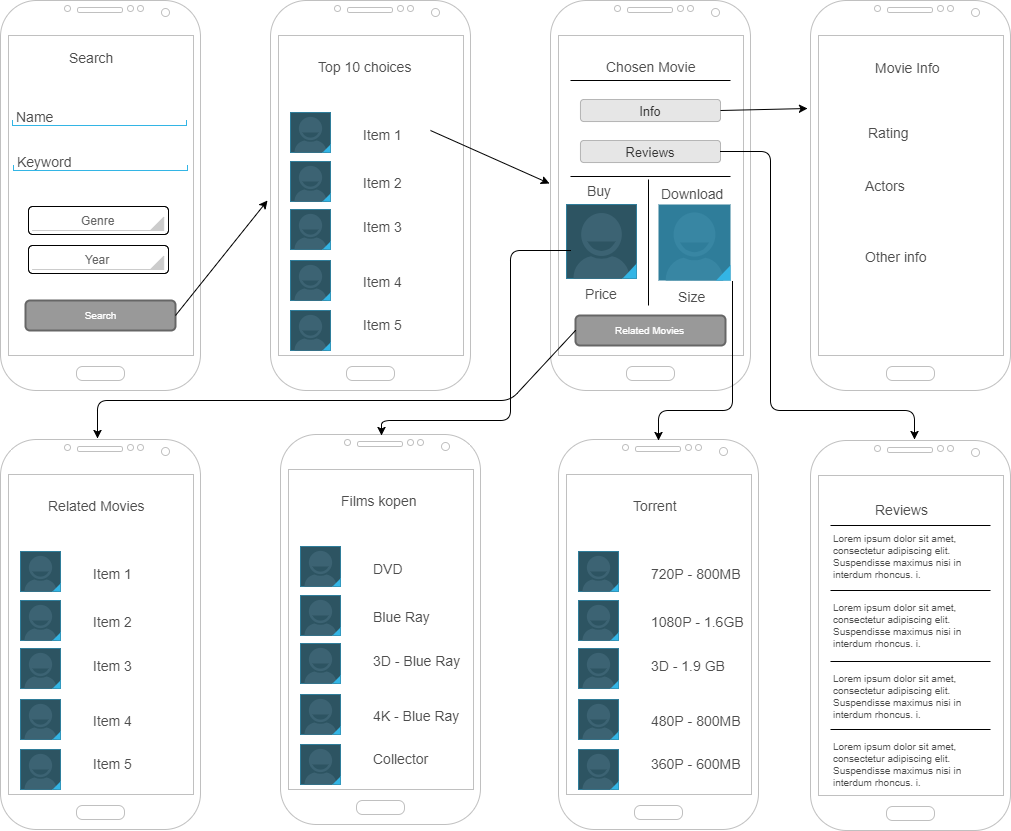 Search
Name
Keyword
Genre
Year
Search
Top 10 choices
Item 1
Item 2
Item 3
Item 4
Item 5
Chosen Movie
Info
Reviews
Buy
Download
Price
Size
Related Movies
Movie Info
Rating
Actors
Other info
Related Movies
Item 1
Item 2
Item 3
Item 4
Item 5
Films kopen
DVD
Blue Ray
3D - Blue Ray
4K - Blue Ray
Collector
Torrent
720P - 800MB
1080P - 1.6GB
3D - 1.9 GB
480P - 800MB
360P - 600MB
Reviews
Lorem ipsum dolor sit amet,
consectetur adipiscing elit.
Suspendisse maximus nisi in
interdum rhoncus. i.
Lorem ipsum dolor sit amet,
consectetur adipiscing elit.
Suspendisse maximus nisi in
interdum rhoncus. i.
Lorem ipsum dolor sit amet,
consectetur adipiscing elit.
Suspendisse maximus nisi in
interdum rhoncus. i.
Lorem ipsum dolor sit amet,
consectetur adipiscing elit.
Suspendisse maximus nisi in
interdum rhoncus. i.